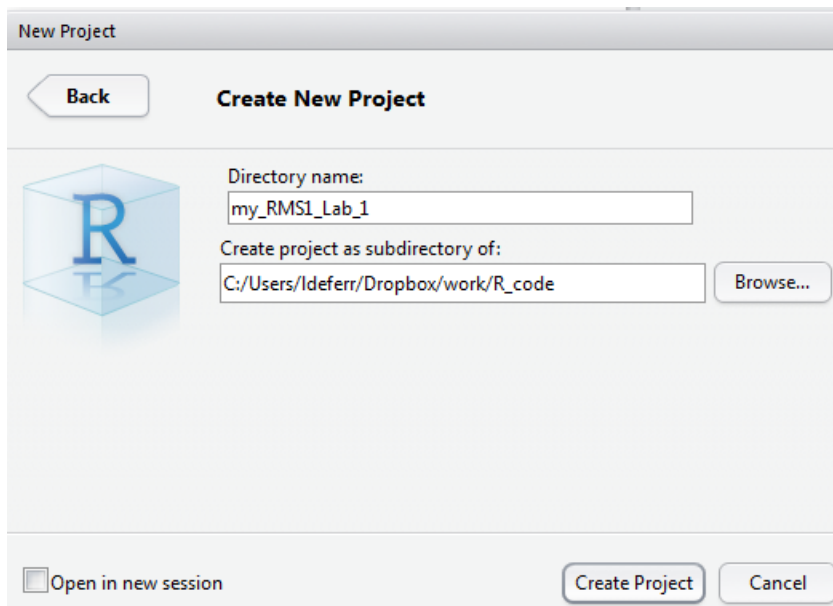 New Project
Back
Create New Project
R
Directory name:
my_RMS1_Lab_1
Create project as subdirectory of:
C:/Users/ldeferr/Dropbox/work/R_code
Browse...
Open in new session
Create Project
Cancel